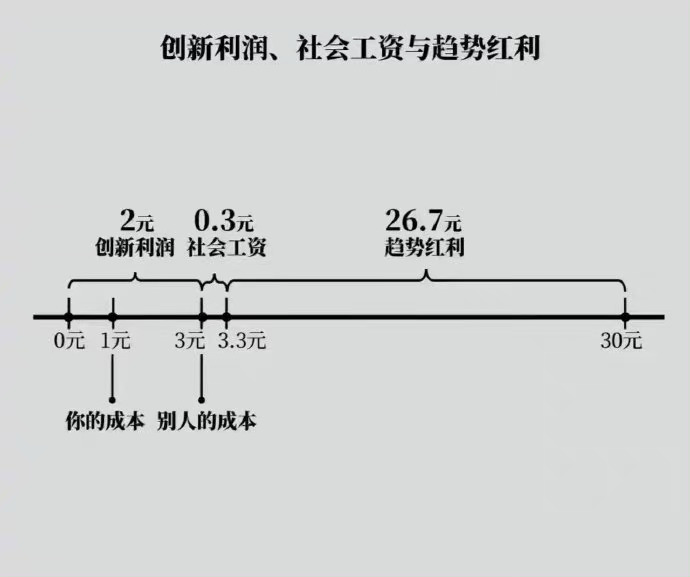 创新利润、社会工资与趋势红利
2元 0.3元 26.7元
创新利润 社会工资 趋势红利
0元 1元 3元 3.3元 30元
你的成本 别人的成本